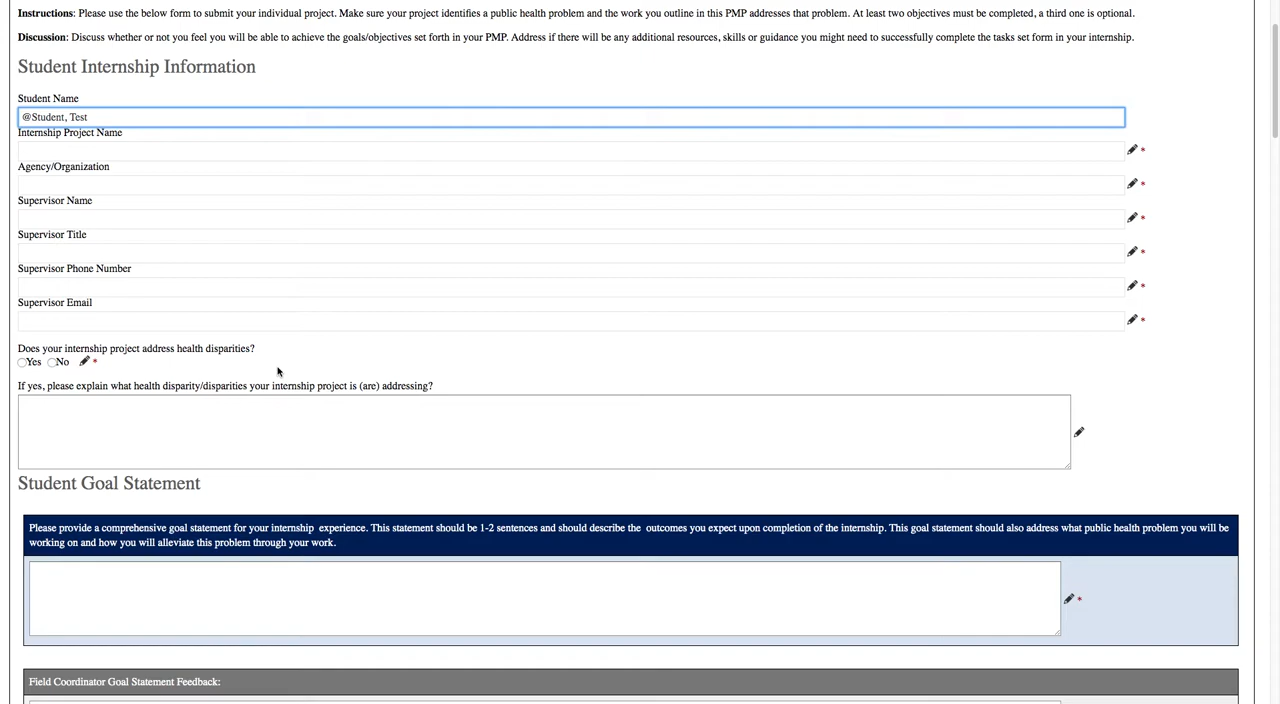 Instructions: Please use the below form to submit your individual project. Make sure your project identifies a public health problem and the work you outline in this PMP addresses that problem. At least two objectives must be completed, a third one is optional.
Discussion: Discuss whether or not you feel you will be able to achieve the goals/objectives set forth in your PMP. Address if there will be any additional resources, skills or guidance you might need to successfully complete the tasks set form in your internship.
Student Internship Information
Student Name
@Student, Test
Internship Project Name
*
Agency/Organization
*
Supervisor Name
*
Supervisor Title
*
Supervisor Phone Number
*
Supervisor Email
*
Does your internship project address health disparities?
Yes No *
If yes, please explain what health disparity/disparities your internship project is (are) addressing?
Student Goal Statement
Please provide a comprehensive goal statement for your internship experience. This statement should be 1-2 sentences and should describe the outcomes you expect upon completion of the internship. This goal statement should also address what public health problem you will be
working on and how you will alleviate this problem through your work.
*
Field Coordinator Goal Statement Feedback: